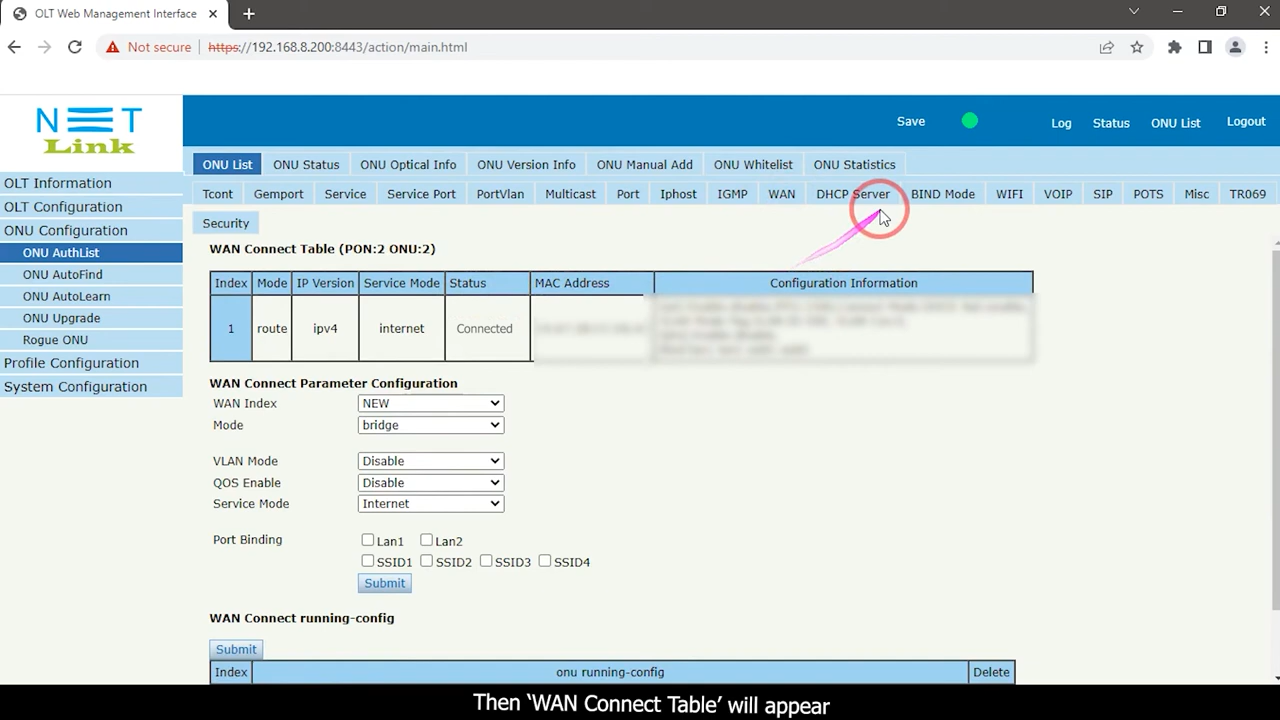 OLT Web Management Interface
Not secure https://192.168.8.200:8443/action/main.html
NET Link
Save Log Status ONU List Logout
ONU List ONU Status ONU Optical Info ONU Version Info ONU Manual Add ONU Whitelist ONU Statistics
Tcont Gemport Service Service Port PortVlan Multicast Port Iphost IGMP WAN DHCP Server BIND Mode WIFI VOIP SIP POTS Misc TR069
Security
OLT Information
OLT Configuration
ONU Configuration
ONU AuthList
ONU AutoFind
ONU AutoLearn
ONU Upgrade
Rogue ONU
Profile Configuration
System Configuration
WAN Connect Table (PON:2 ONU:2)
Index Mode IP Version Service Mode Status MAC Address Configuration Information
1 route ipv4 internet Connected
WAN Connect Parameter Configuration
WAN Index NEW
Mode bridge
VLAN Mode Disable
QOS Enable Disable
Service Mode Internet
Port Binding Lan1 Lan2
SSID1 SSID2 SSID3 SSID4
Submit
WAN Connect running-config
Submit
Index onu running-config Delete
Then ‘WAN Connect Table’ will appear